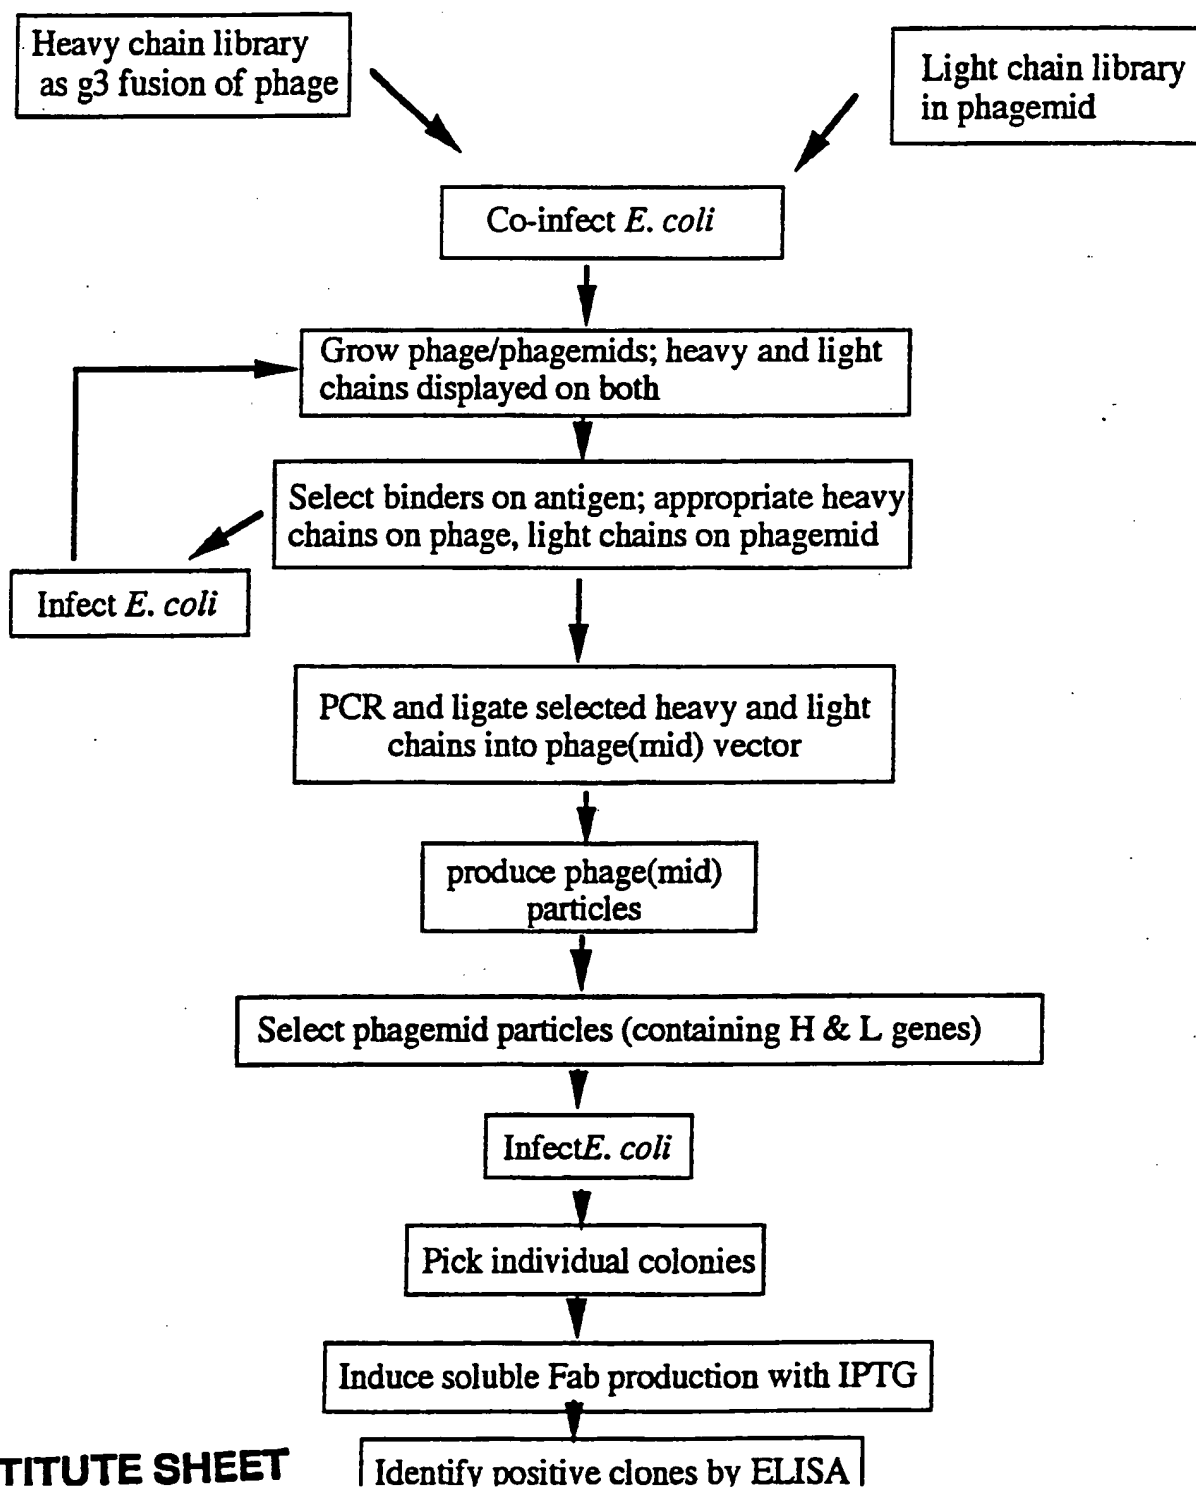 Heavy chain library
as g3 fusion of phage
Light chain library
in phagemid
Co-infect E. coli
Grow phage/phagemids; heavy and light
chains displayed on both
Select binders on antigen; appropriate heavy
chains on phage, light chains on phagemid
Infect E. coli
PCR and ligate selected heavy and light
chains into phage(mid) vector
produce phage(mid)
particles
Select phagemid particles (containing H & L genes)
InfectE. coli
Pick individual colonies
Induce soluble Fab production with IPTG
Identify positive clones by ELISA
TITUTE SHEET